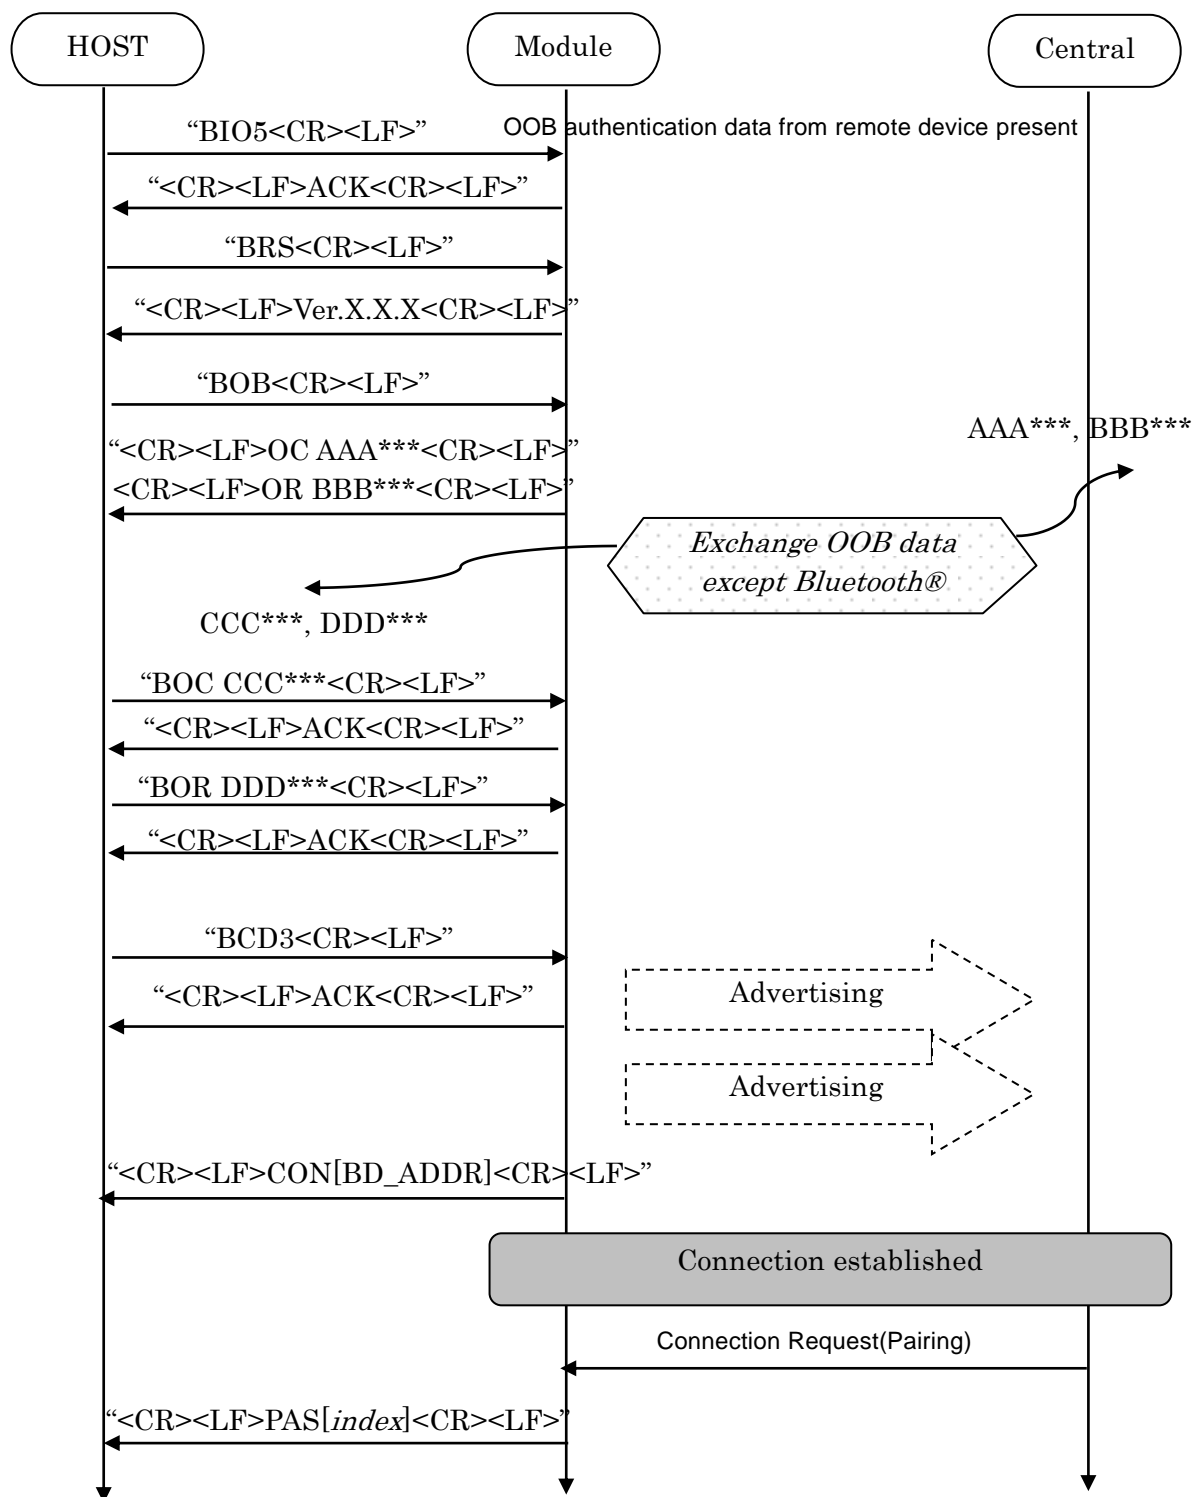 HOST
Module
Central
“BIO5<CR><LF>”
OOB authentication data from remote device present
“<CR><LF>ACK<CR><LF>”
“BRS<CR><LF>”
“<CR><LF>Ver.X.X.X<CR><LF>”
“BOB<CR><LF>”
AAA***, BBB***
“<CR><LF>OC AAA***<CR><LF>”
<CR><LF>OR BBB***<CR><LF>”
Exchange OOB data
except Bluetooth®
CCC***, DDD***
“BOC CCC***<CR><LF>”
“<CR><LF>ACK<CR><LF>”
“BOR DDD***<CR><LF>”
“<CR><LF>ACK<CR><LF>”
“BCD3<CR><LF>”
“<CR><LF>ACK<CR><LF>”
Advertising
Advertising
“<CR><LF>CON[BD_ADDR]<CR><LF>”
Connection established
Connection Request(Pairing)
“<CR><LF>PAS[index]<CR><LF>”